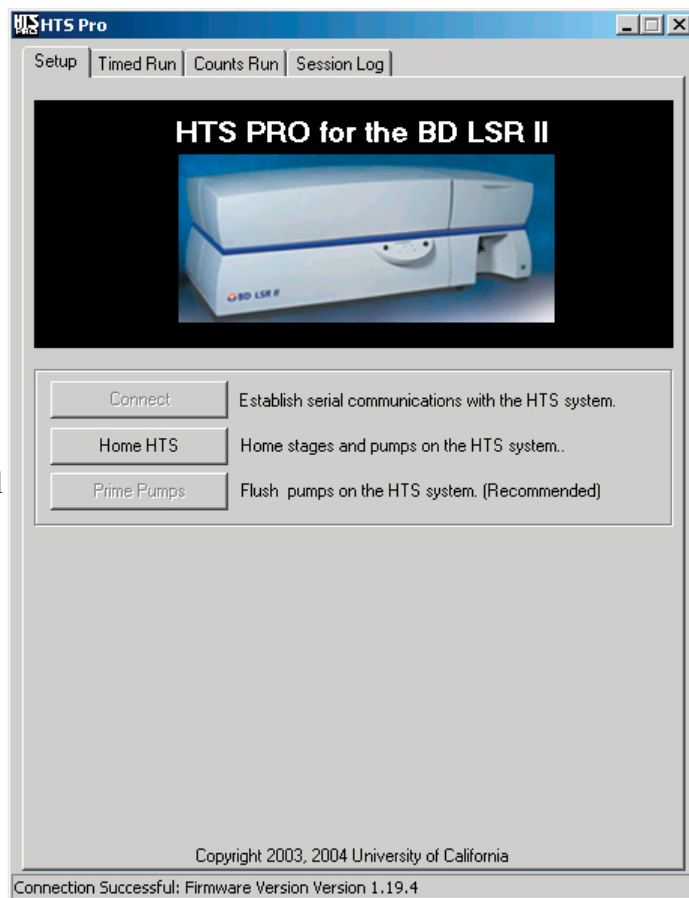 HTS PRO HTS Pro
Setup Timed Run Counts Run Session Log
HTS PRO for the BD LSR II
BD LSR II
Connect Establish serial communications with the HTS system.
Home HTS Home stages and pumps on the HTS system..
Prime Pumps Flush pumps on the HTS system. (Recommended)
Copyright 2003, 2004 University of California
Connection Successful: Firmware Version Version 1.19.4